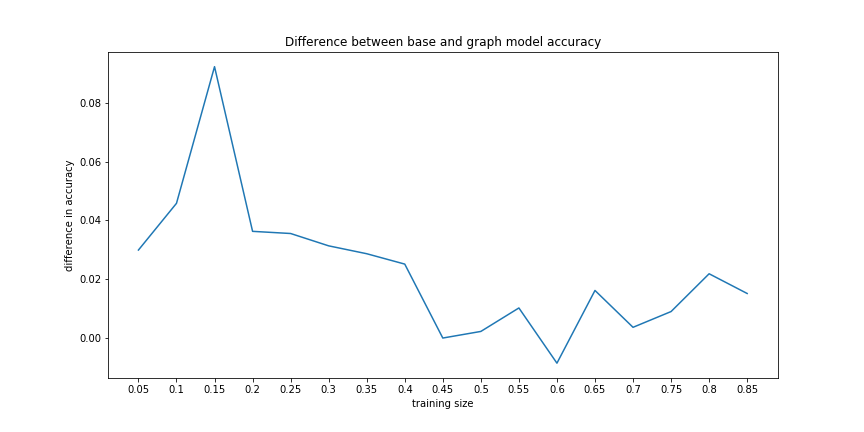 Difference between base and graph model accuracy
difference in accuracy
0.08
0.06
0.04
0.02
0.00
0.05 0.1 0.15 0.2 0.25 0.3 0.35 0.4 0.45 0.5 0.55 0.6 0.65 0.7 0.75 0.8 0.85
training size